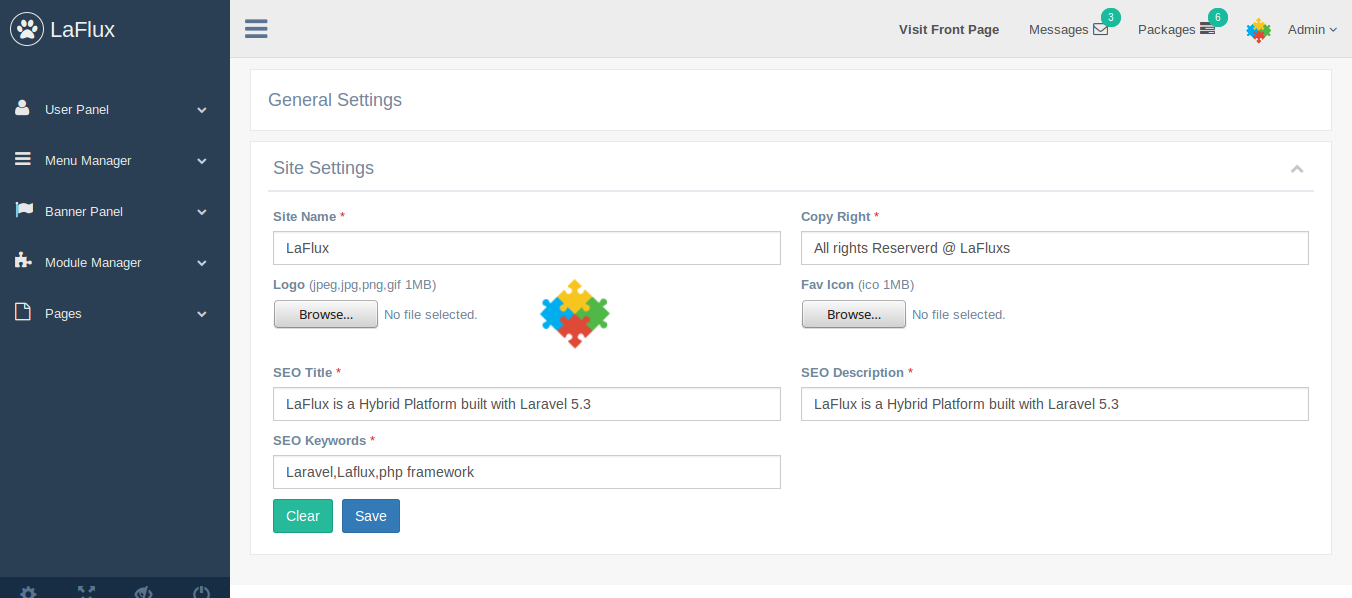 LaFlux
Visit Front Page
Messages 3
Packages 6
Admin
User Panel
Menu Manager
Banner Panel
Module Manager
Pages
General Settings
Site Settings
Site Name *
LaFlux
Copy Right *
All rights Reserverd @ LaFluxs
Logo (jpeg,jpg,png,gif 1MB)
Browse... No file selected.
Fav Icon (ico 1MB)
Browse... No file selected.
SEO Title *
LaFlux is a Hybrid Platform built with Laravel 5.3
SEO Description *
LaFlux is a Hybrid Platform built with Laravel 5.3
SEO Keywords *
Laravel,Laflux,php framework
Clear Save